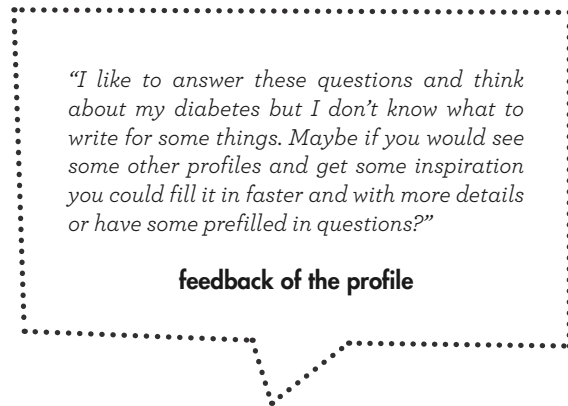 “I like to answer these questions and think
about my diabetes but I don’t know what to
write for some things. Maybe if you would see
some other profiles and get some inspiration
you could fill it in faster and with more details
or have some prefilled in questions?”
feedback of the profile